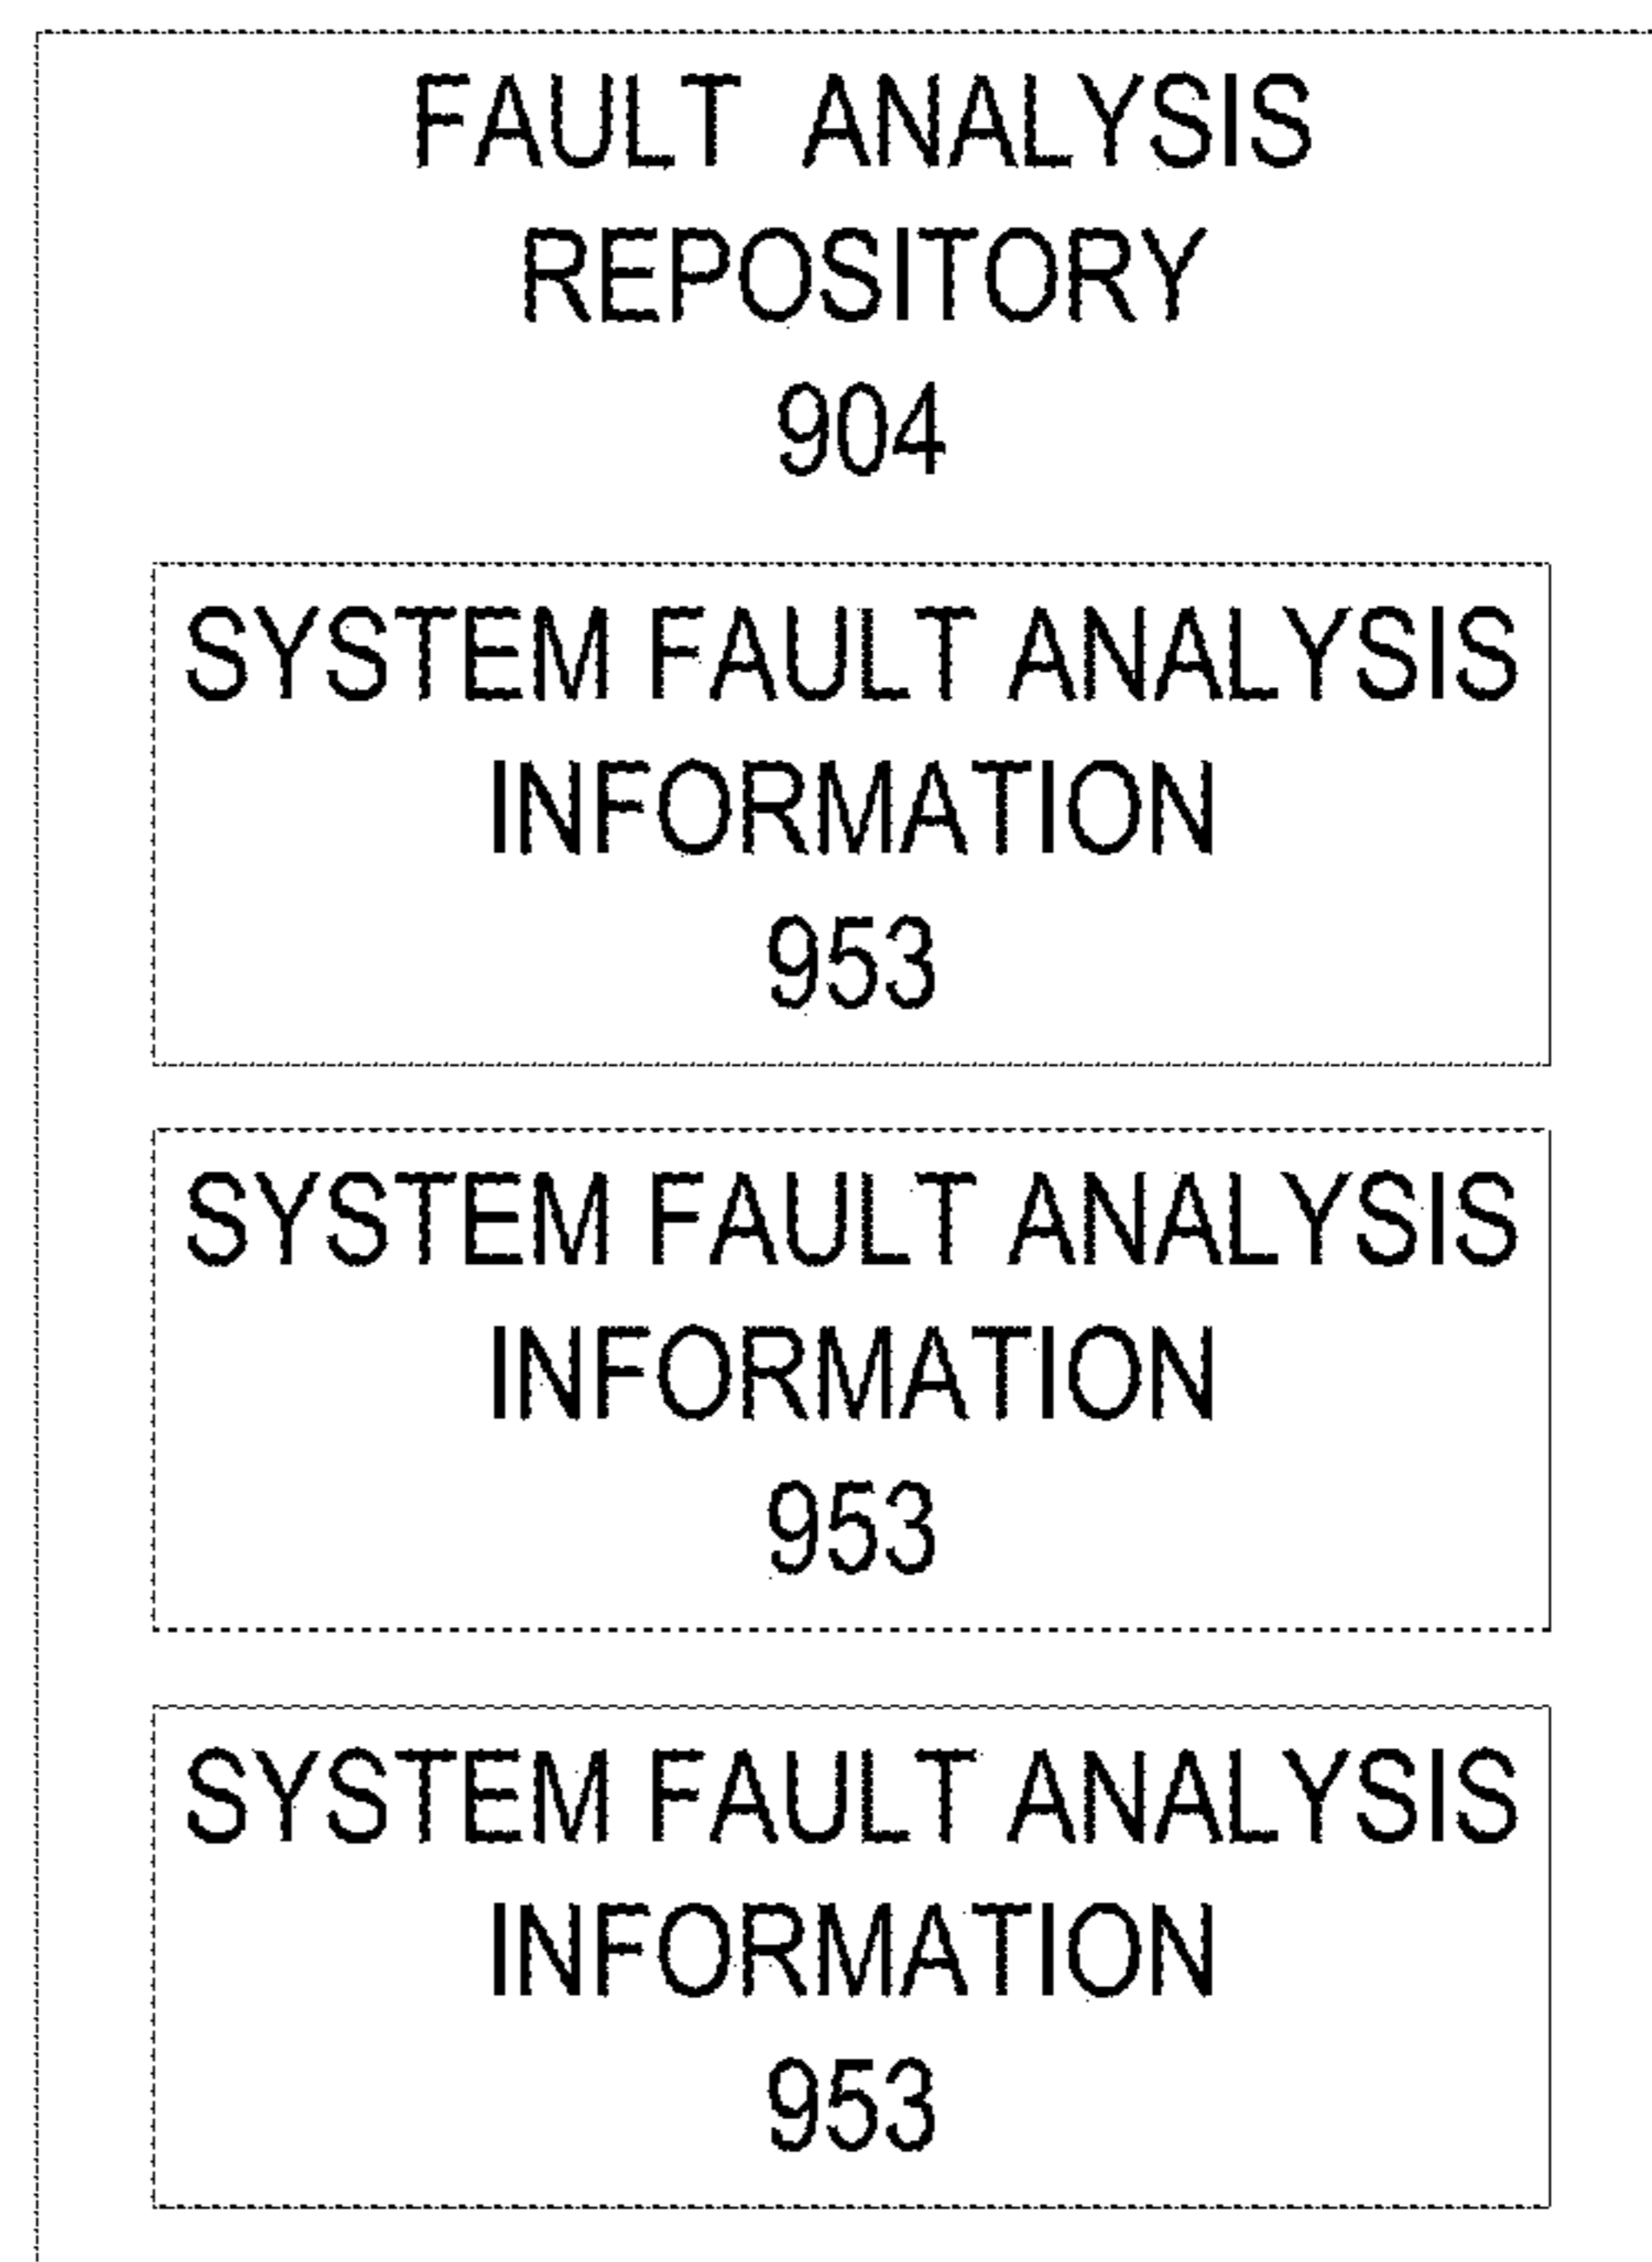 FAULT ANALYSIS
REPOSITORY
904
SYSTEM FAULT ANALYSIS
INFORMATION
953
SYSTEM FAULT ANALYSIS
INFORMATION
953
SYSTEM FAULT ANALYSIS
INFORMATION
953